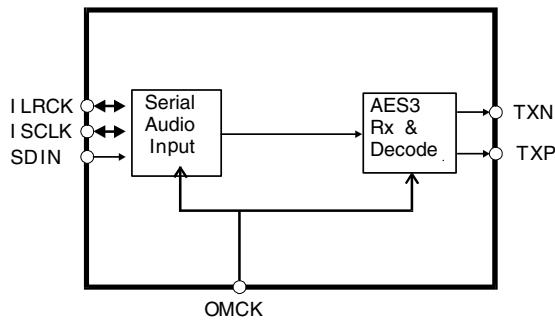 ILRCK
ISCLK
SDIN
Serial
Audio
Input
AES3
Rx &
Decode
TXN
TXP
OMCK